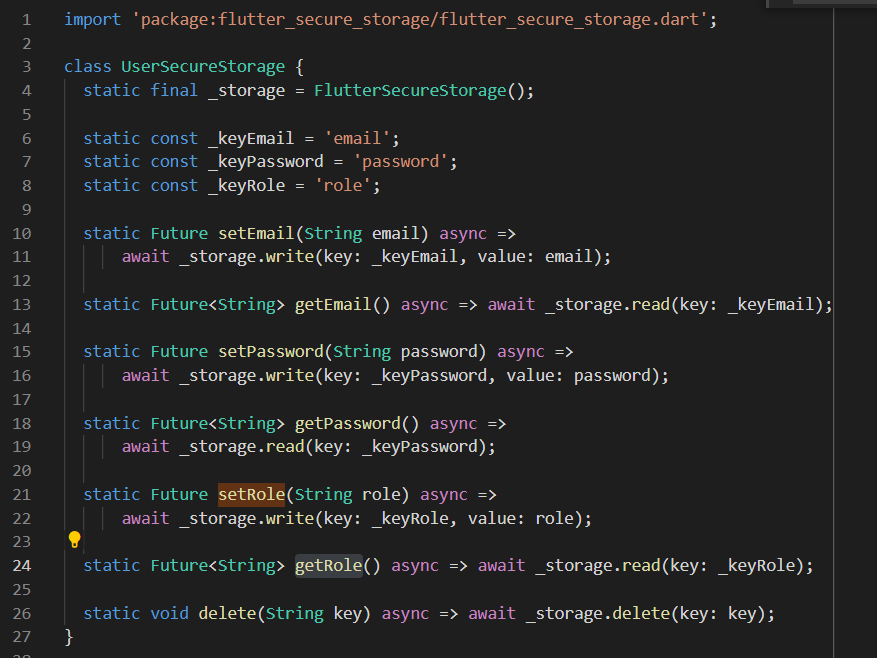 1 import 'package:flutter_secure_storage/flutter_secure_storage.dart';
2
3 class UserSecureStorage {
4 static final _storage = FlutterSecureStorage();
5
6 static const _keyEmail = 'email';
7 static const _keyPassword = 'password';
8 static const _keyRole = 'role';
9
10 static Future setEmail(String email) async =>
11 await _storage.write(key: _keyEmail, value: email);
12
13 static Future<String> getEmail() async => await _storage.read(key: _keyEmail);
14
15 static Future setPassword(String password) async =>
16 await _storage.write(key: _keyPassword, value: password);
17
18 static Future<String> getPassword() async =>
19 await _storage.read(key: _keyPassword);
20
21 static Future setRole(String role) async =>
22 await _storage.write(key: _keyRole, value: role);
23
24 static Future<String> getRole() async => await _storage.read(key: _keyRole);
25
26 static void delete(String key) async => await _storage.delete(key: key);
27 }